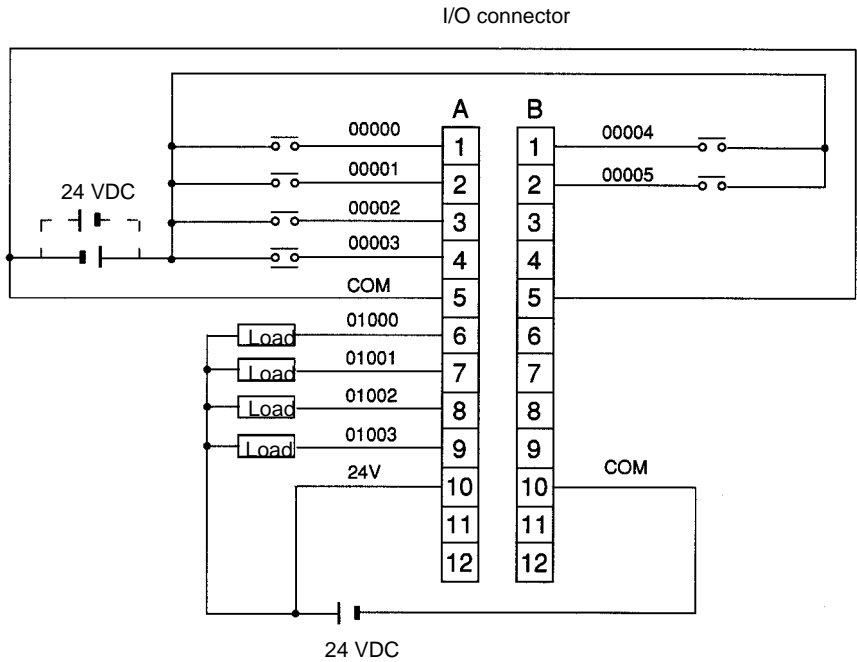 I/O connector
A B
00000 1 1 00004
00001 2 2 00005
24 VDC
00002 3 3
00003 4 4
COM 5 5
Load 01000 6 6
Load 01001 7 7
Load 01002 8 8
Load 01003 9 9
24V 10 10 COM
11 11
12 12
24 VDC